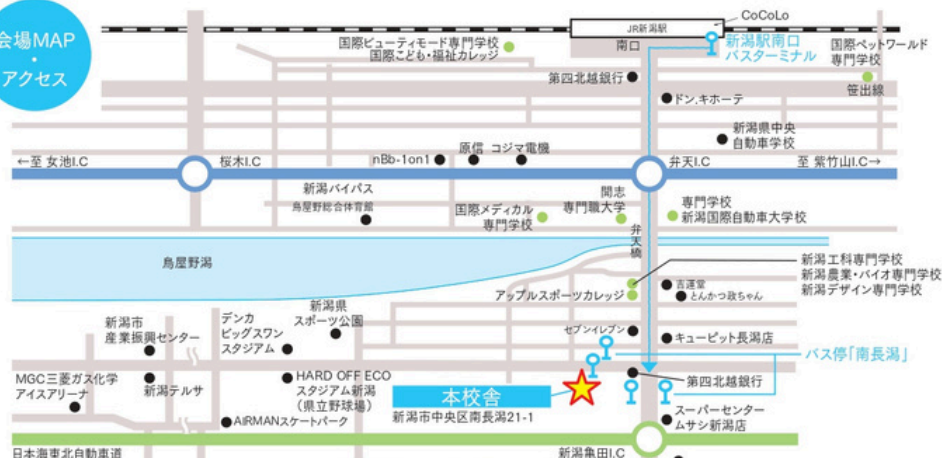 会場MAP
・
アクセス
JR新潟駅
CoCoLo
南口
新潟駅南口
バスターミナル
国際ビューティモード専門学校
国際こども・福祉カレッジ
国際ペットワールド
専門学校
笹出線
第四北越銀行
ドン.キホーテ
新潟県中央
自動車学校
←至 女池I.C
桜木I.C
nBb-1on1
原信
コジマ電機
弁天I.C
至 紫竹山I.C→
新潟バイパス
鳥屋野総合体育館
国際メディカル
専門学校
開志
専門職大学
専門学校
新潟国際自動車大学校
弁天橋
鳥屋野潟
新潟工科専門学校
新潟農業・バイオ専門学校
新潟デザイン専門学校
アップルスポーツカレッジ
吉運堂
とんかつ政ちゃん
新潟市
産業振興センター
デンカ
ビッグスワン
スタジアム
新潟県
スポーツ公園
セブンイレブン
キューピット長潟店
バス停「南長潟」
MGC三菱ガス化学
アイスアリーナ
新潟テルサ
HARD OFF ECO
スタジアム新潟
（県立野球場）
AIRMANスケートパーク
本校舎
新潟市中央区南長潟21-1
第四北越銀行
スーパーセンター
ムサシ新潟店
日本海東北自動車道
新潟亀田I.C